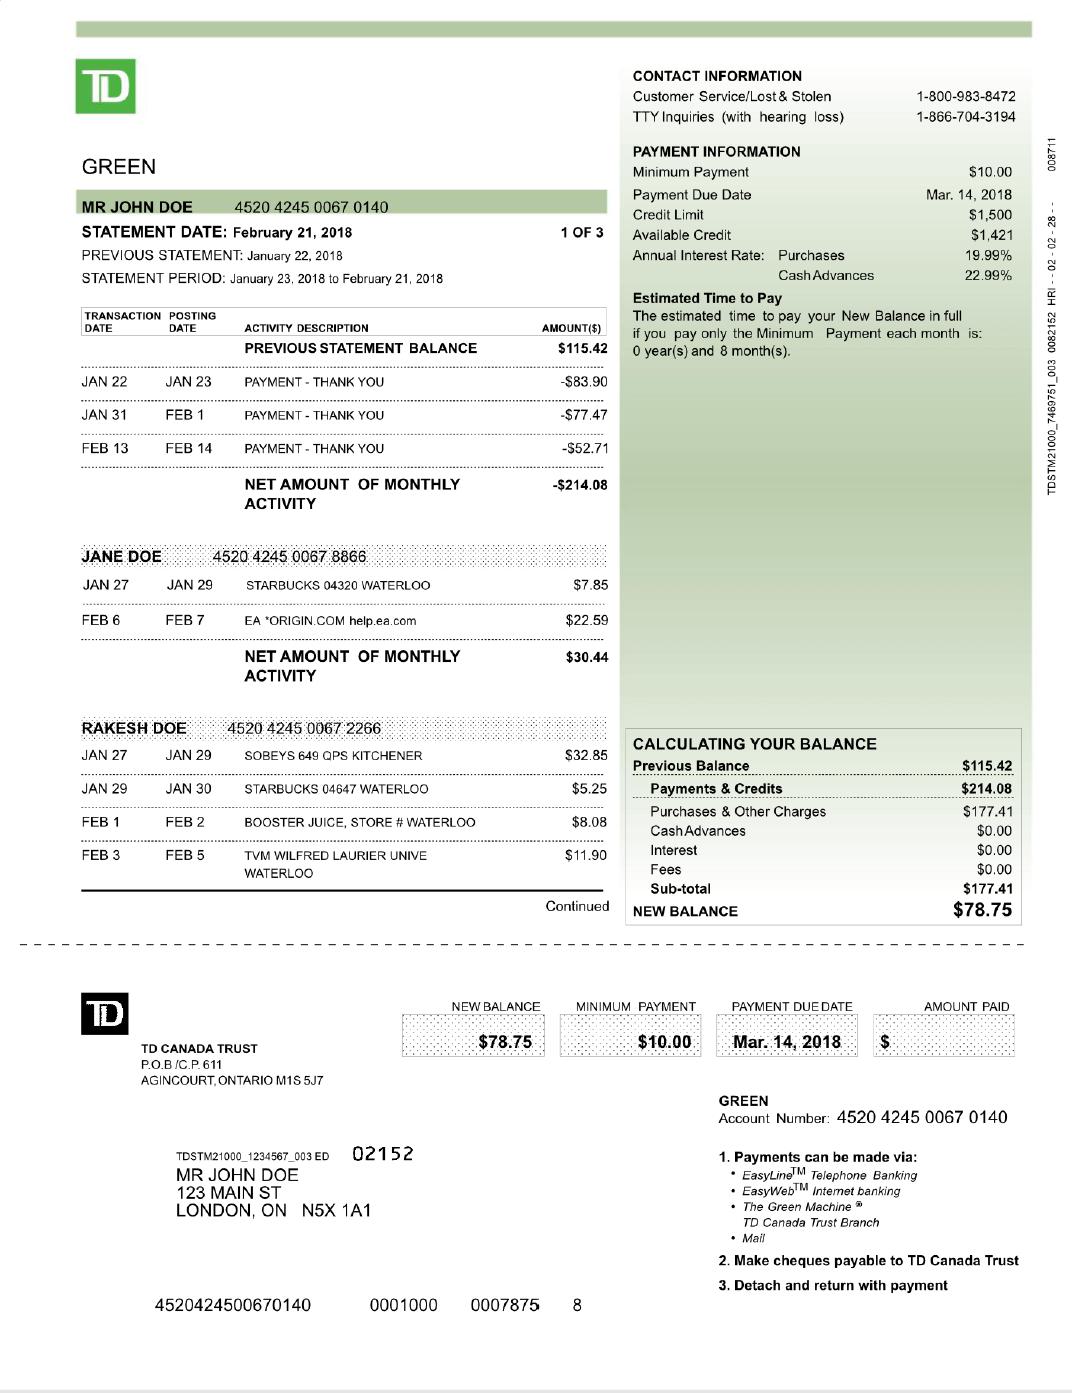 TD
GREEN
MR JOHN DOE 4520 4245 0067 0140
STATEMENT DATE: February 21, 2018 1 OF 3
PREVIOUS STATEMENT: January 22, 2018
STATEMENT PERIOD: January 23, 2018 to February 21, 2018
TRANSACTION DATE POSTING DATE ACTIVITY DESCRIPTION AMOUNT($)
PREVIOUS STATEMENT BALANCE $115.42
JAN 22 JAN 23 PAYMENT - THANK YOU -$83.90
JAN 31 FEB 1 PAYMENT - THANK YOU -$77.47
FEB 13 FEB 14 PAYMENT - THANK YOU -$52.71
NET AMOUNT OF MONTHLY -$214.08
ACTIVITY
JANE DOE 4520 4245 0067 8866
JAN 27 JAN 29 STARBUCKS 04320 WATERLOO $7.85
FEB 6 FEB 7 EA *ORIGIN.COM help.ea.com $22.59
NET AMOUNT OF MONTHLY $30.44
ACTIVITY
RAKESH DOE 4520 4245 0067 2266
JAN 27 JAN 29 SOBEYS 649 QPS KITCHENER $32.85
JAN 29 JAN 30 STARBUCKS 04647 WATERLOO $5.25
FEB 1 FEB 2 BOOSTER JUICE, STORE # WATERLOO $8.08
FEB 3 FEB 5 TVM WILFRED LAURIER UNIVE $11.90
WATERLOO
Continued
CONTACT INFORMATION
Customer Service/Lost & Stolen 1-800-983-8472
TTY Inquiries (with hearing loss) 1-866-704-3194
PAYMENT INFORMATION
Minimum Payment $10.00
Payment Due Date Mar. 14, 2018
Credit Limit $1,500
Available Credit $1,421
Annual Interest Rate: Purchases 19.99%
Cash Advances 22.99%
Estimated Time to Pay
The estimated time to pay your New Balance in full
if you pay only the Minimum Payment each month is:
0 year(s) and 8 month(s).
CALCULATING YOUR BALANCE
Previous Balance $115.42
Payments & Credits $214.08
Purchases & Other Charges $177.41
Cash Advances $0.00
Interest $0.00
Fees $0.00
Sub-total $177.41
NEW BALANCE $78.75
TDSTM21000_7469751_003 0082152 HRI - - 02 - 02 - 28 - - 008711
TD
TD CANADA TRUST
P.O.B /C.P. 611
AGINCOURT, ONTARIO M1S 5J7
NEW BALANCE MINIMUM PAYMENT PAYMENT DUE DATE AMOUNT PAID
$78.75 $10.00 Mar. 14, 2018 $
GREEN
Account Number: 4520 4245 0067 0140
TDSTM21000_1234567_003 ED 02152
MR JOHN DOE
123 MAIN ST
LONDON, ON N5X 1A1
1. Payments can be made via:
• EasyLine™ Telephone Banking
• EasyWeb™ Internet banking
• The Green Machine ®
TD Canada Trust Branch
• Mail
2. Make cheques payable to TD Canada Trust
3. Detach and return with payment
4520424500670140 0001000 0007875 8